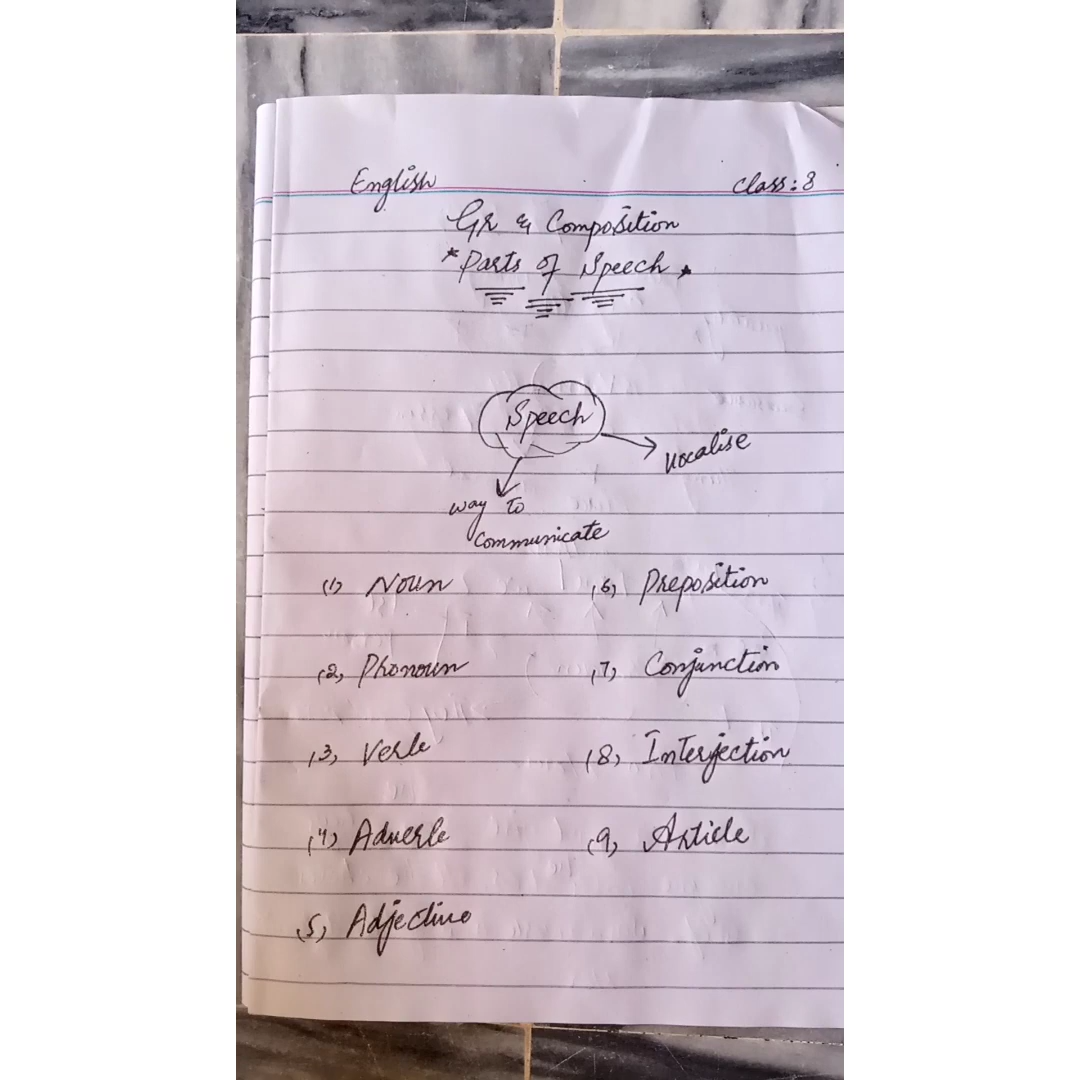 English Class: 8
Gr & Composition
*Parts of Speech*
Speech
vocalise
way to
communicate
(1) Noun (6) Preposition
(2) Pronoun (7) Conjunction
(3) Verb (8) Interjection
(4) Adverb (9) Article
(5) Adjective